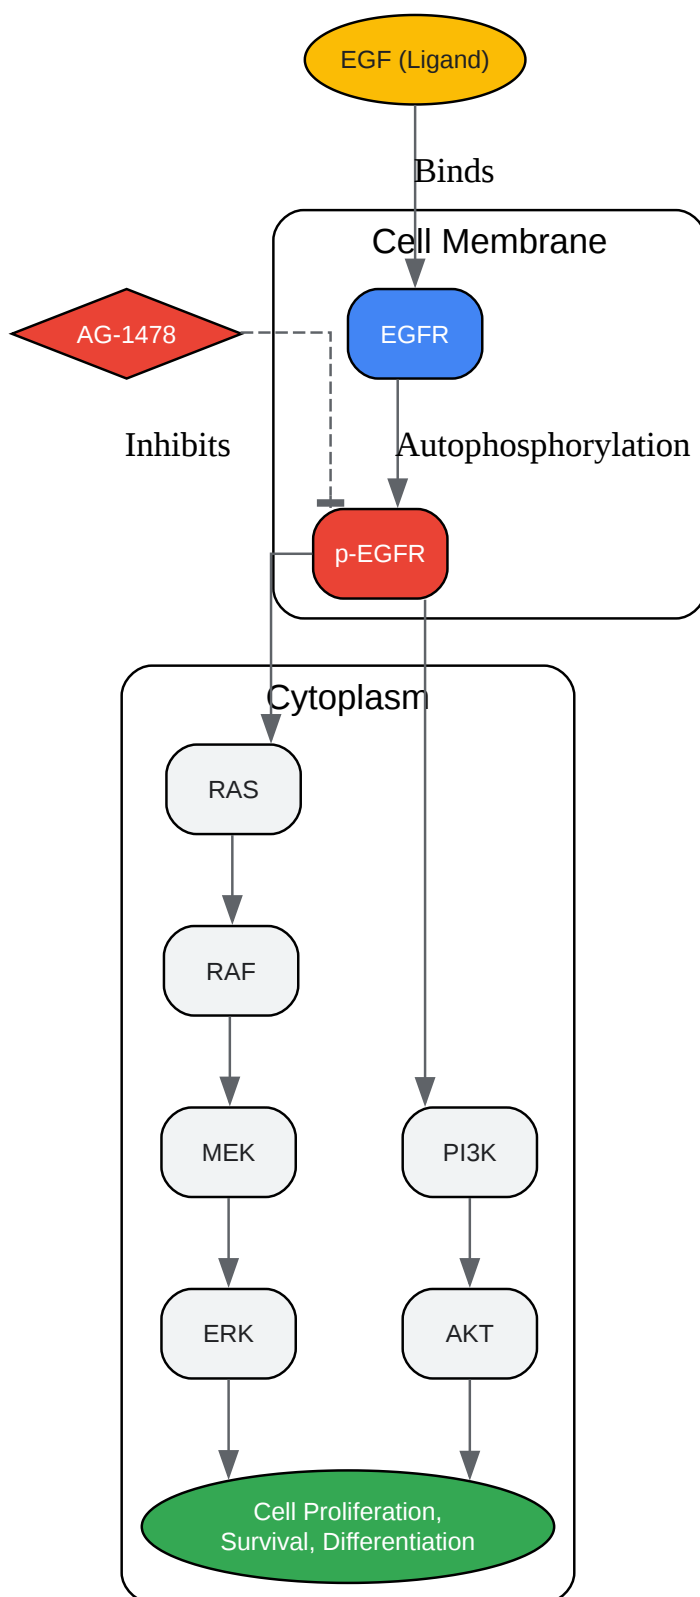 EGF (Ligand)
Binds
Cell Membrane
AG-1478
EGFR
Inhibits
Autophosphorylation
p-EGFR
Cytoplasm
RAS
RAF
MEK
PI3K
ERK
AKT
Cell Proliferation,
Survival, Differentiation